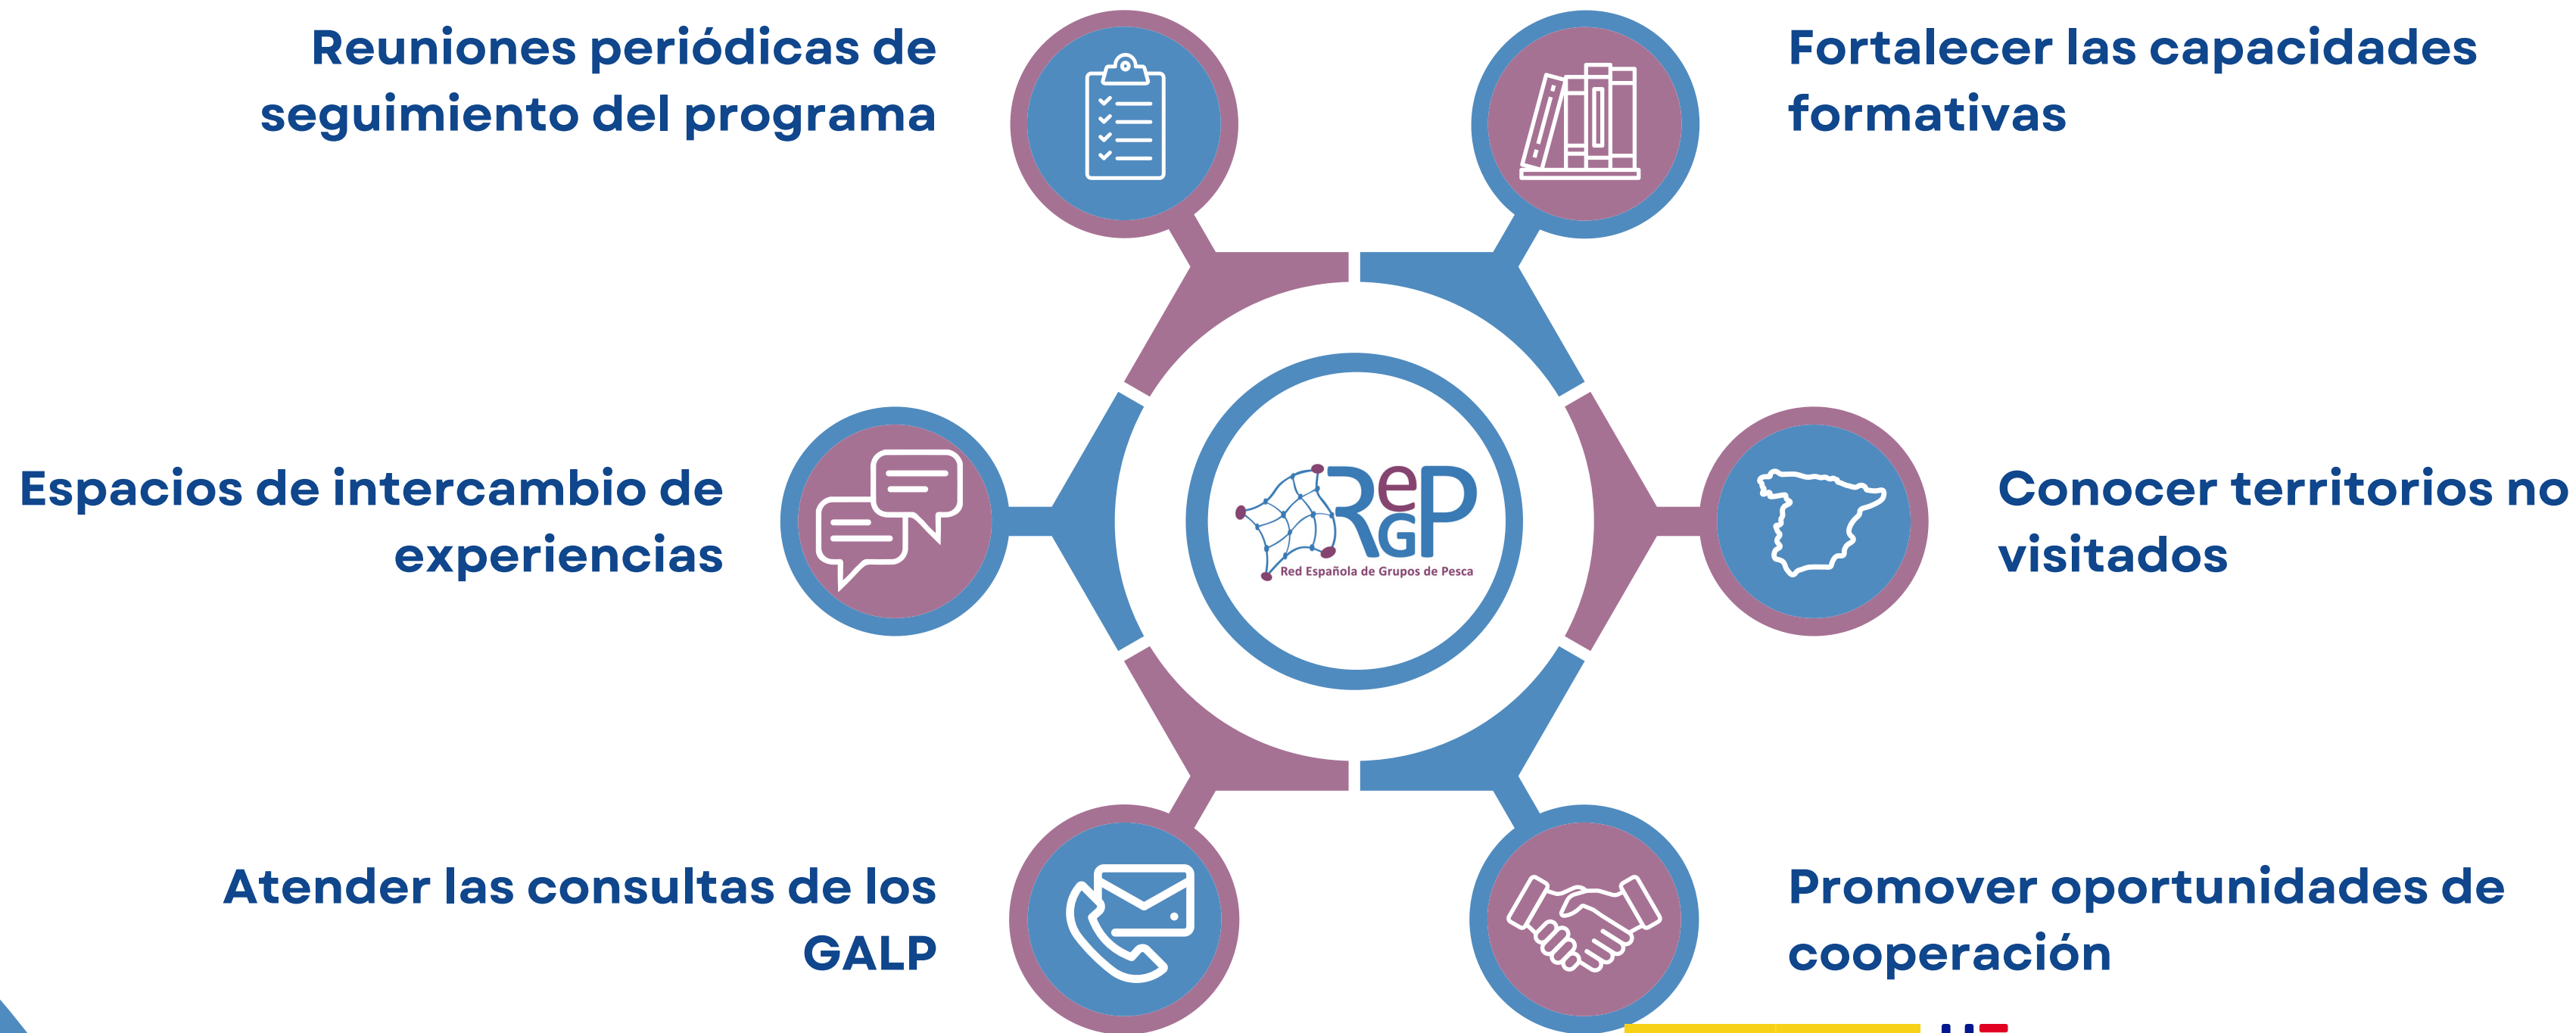 Reuniones periódicas de
seguimiento del programa
Fortalecer las capacidades
formativas
Espacios de intercambio de
experiencias
ReGP
Red Española de Grupos de Pesca
Conocer territorios no
visitados
Atender las consultas de los
GALP
Promover oportunidades de
cooperación